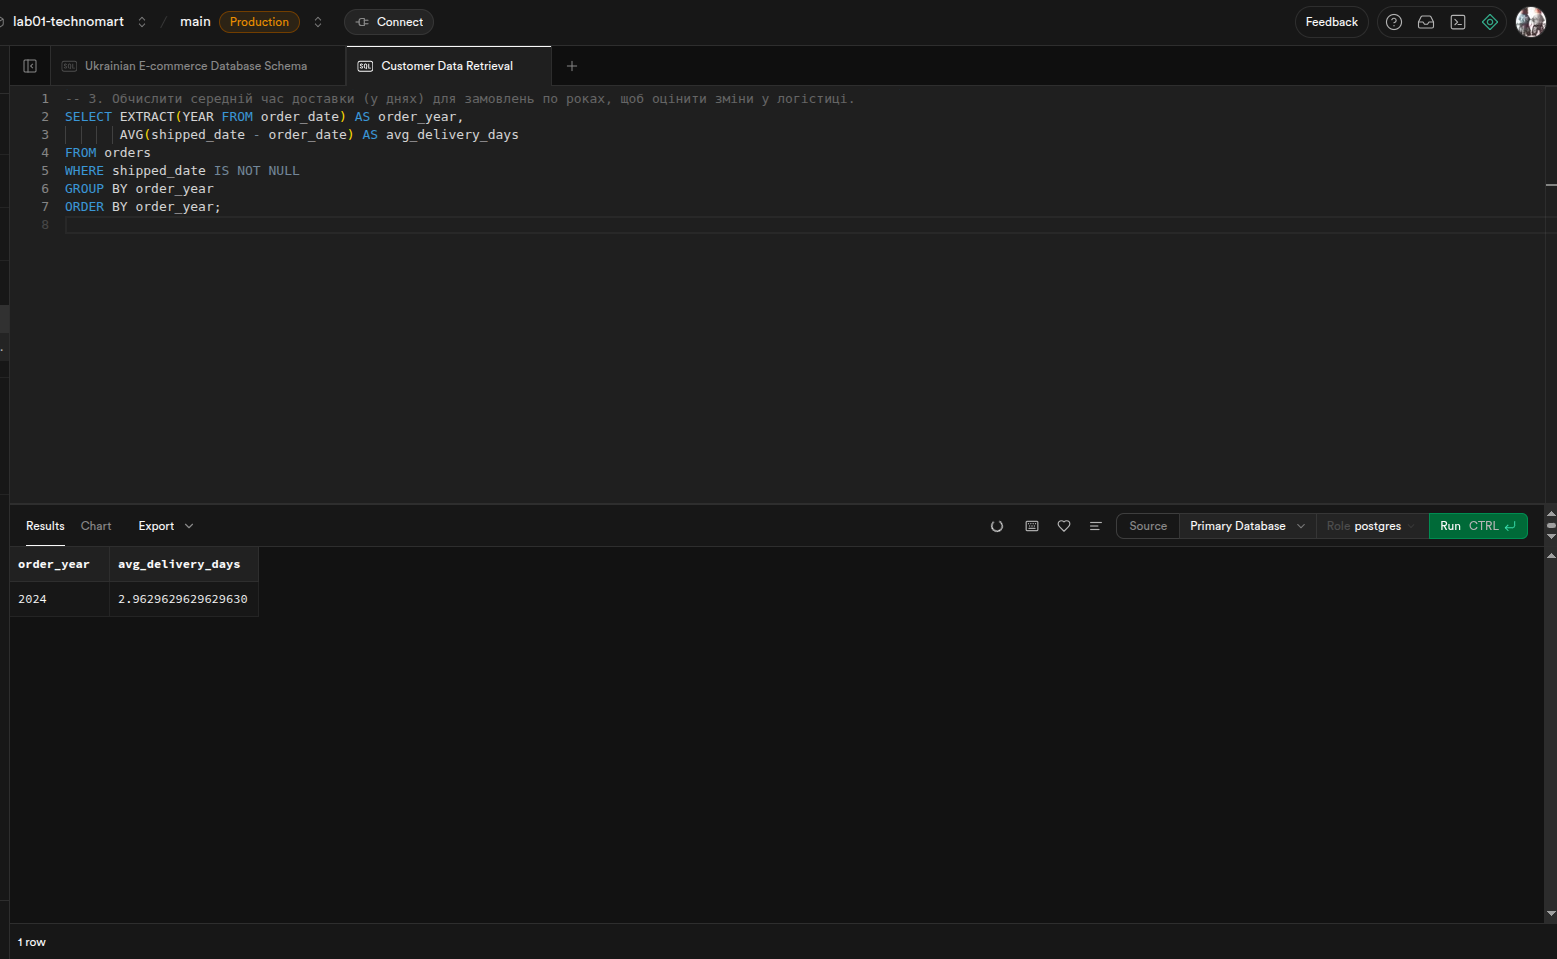 lab01-technomart / main Production Connect Feedback
Ukrainian E-commerce Database Schema Customer Data Retrieval +
1 -- 3. Обчислити середній час доставки (у днях) для замовлень по роках, щоб оцінити зміни у логістиці.
2 SELECT EXTRACT(YEAR FROM order_date) AS order_year,
3 AVG(shipped_date - order_date) AS avg_delivery_days
4 FROM orders
5 WHERE shipped_date IS NOT NULL
6 GROUP BY order_year
7 ORDER BY order_year;
8
Results Chart Export Source Primary Database Role postgres Run CTRL ↵
order_year avg_delivery_days
2024 2.9629629629629630
1 row